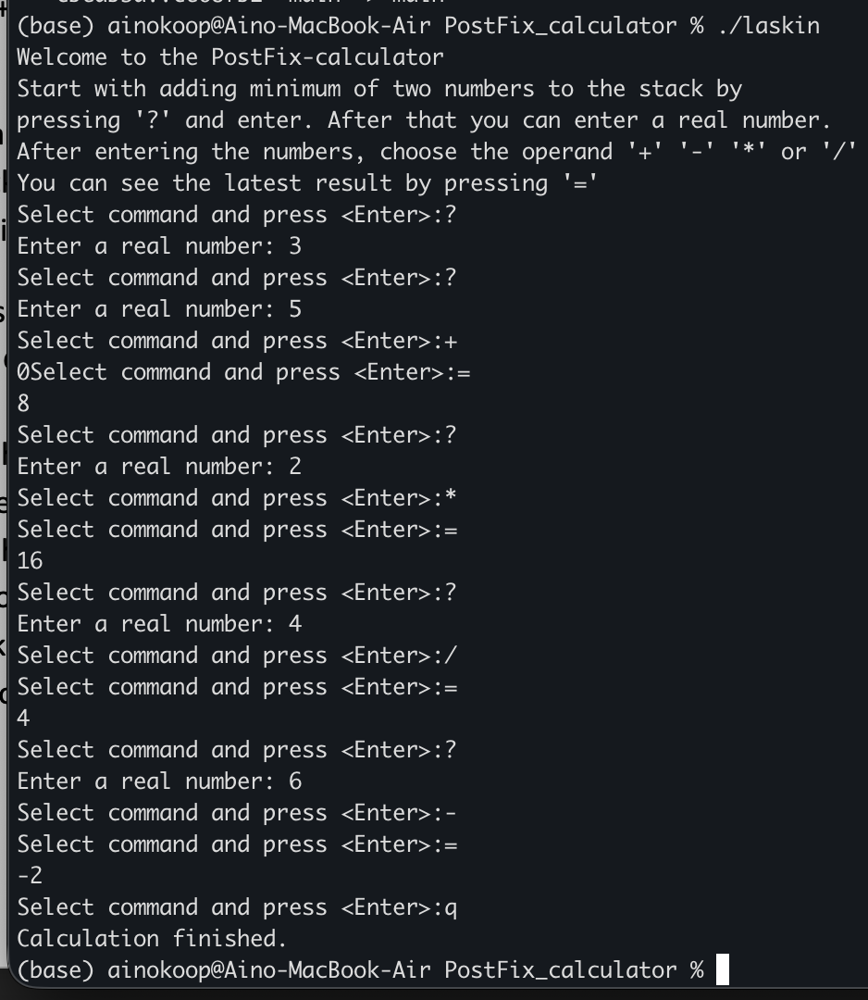 (base) ainokoop@Aino-MacBook-Air PostFix_calculator % ./laskin
Welcome to the PostFix-calculator
Start with adding minimum of two numbers to the stack by
pressing '?' and enter. After that you can enter a real number.
After entering the numbers, choose the operand '+' '-' '*' or '/'
You can see the latest result by pressing '='
Select command and press <Enter>:?
Enter a real number: 3
Select command and press <Enter>:?
Enter a real number: 5
Select command and press <Enter>:+
0Select command and press <Enter>:=
8
Select command and press <Enter>:?
Enter a real number: 2
Select command and press <Enter>:*
Select command and press <Enter>:=
16
Select command and press <Enter>:?
Enter a real number: 4
Select command and press <Enter>:/
Select command and press <Enter>:=
4
Select command and press <Enter>:?
Enter a real number: 6
Select command and press <Enter>:-
Select command and press <Enter>:=
-2
Select command and press <Enter>:q
Calculation finished.
(base) ainokoop@Aino-MacBook-Air PostFix_calculator %